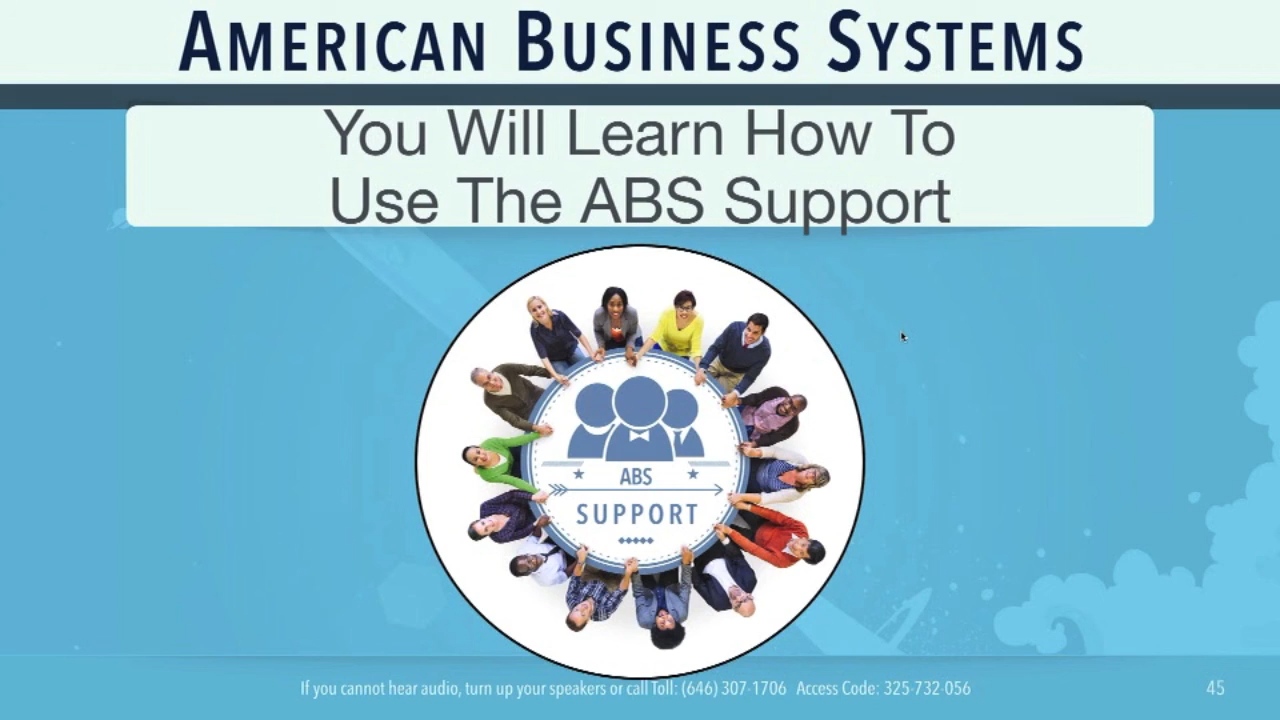 AMERICAN BUSINESS SYSTEMS
You Will Learn How To
Use The ABS Support
ABS
SUPPORT
If you cannot hear audio, turn up your speakers or call Toll: (646) 307-1706 Access Code: 325-732-056
45